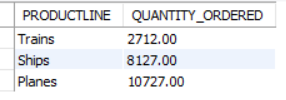 PRODUCTLINE QUANTITY_ORDERED
Trains 2712.00
Ships 8127.00
Planes 10727.00